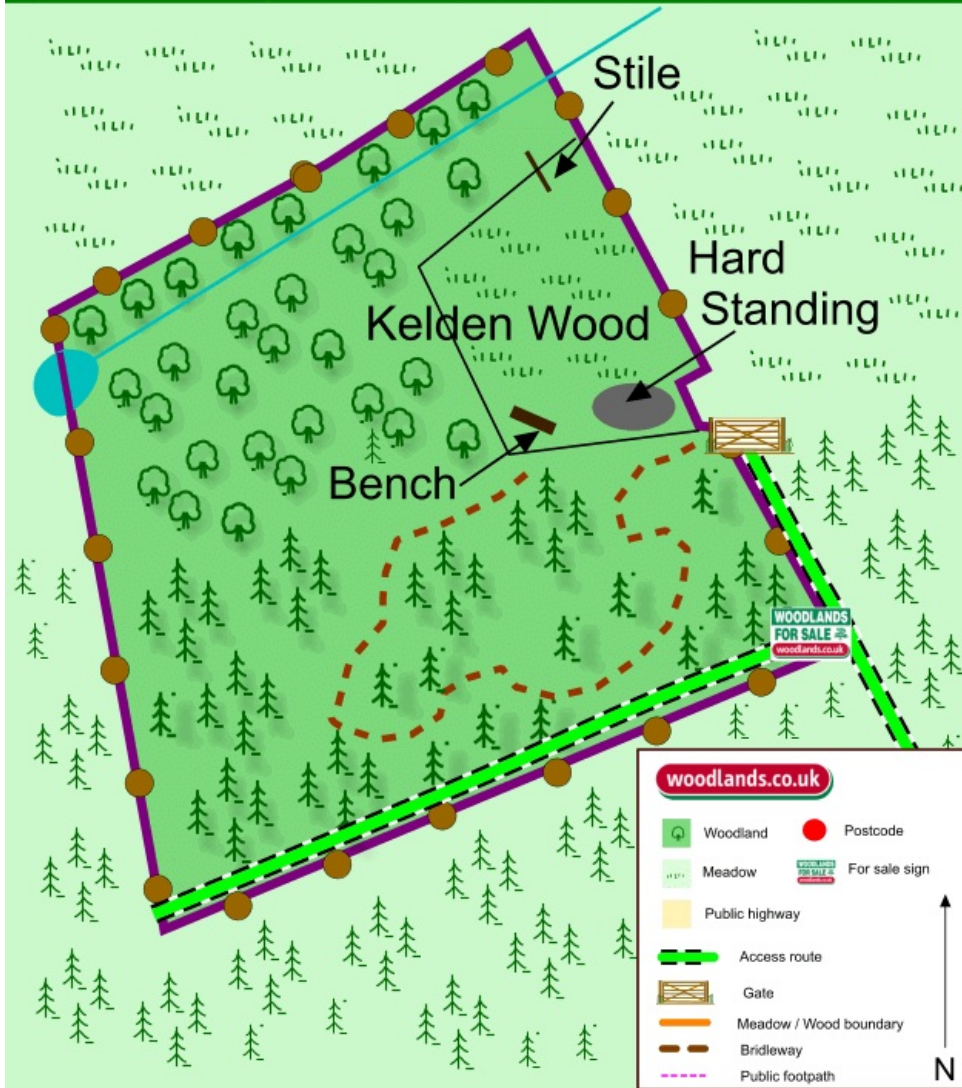 Stile
Hard
Standing
Kelden Wood
Bench
WOODLANDS
FOR SALE
woodlands.co.uk
woodlands.co.uk
Woodland
Postcode
Meadow
WOODLANDS
FOR SALE
woodlands.co.uk
For sale sign
Public highway
Access route
Gate
Meadow / Wood boundary
Bridleway
Public footpath
N